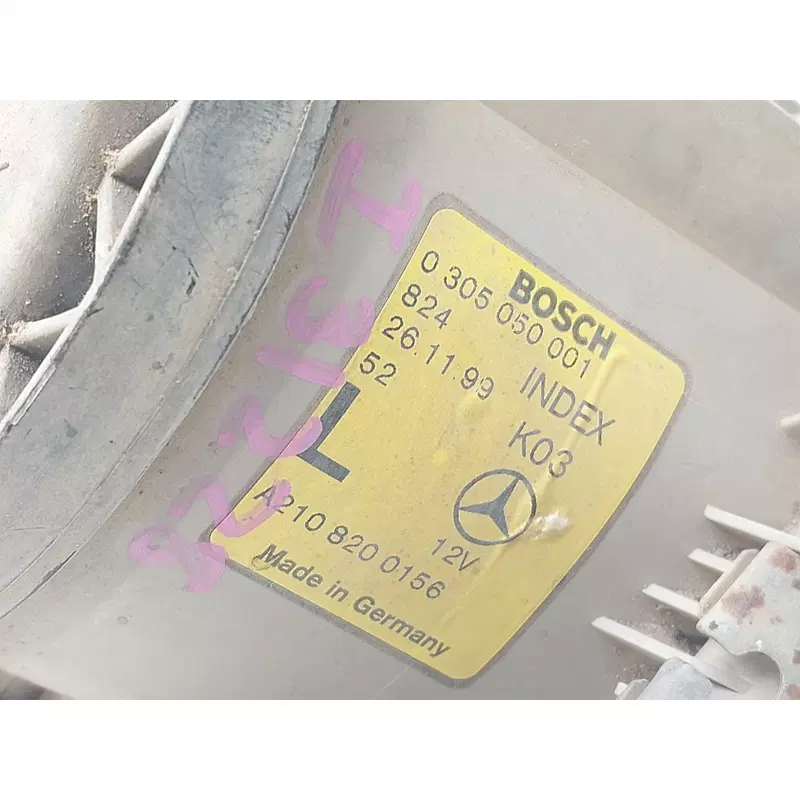 BOSCH
0 305 050 001
824 INDEX
26.11.99 K03
52
L
12V
A210 820 0156
Made in Germany